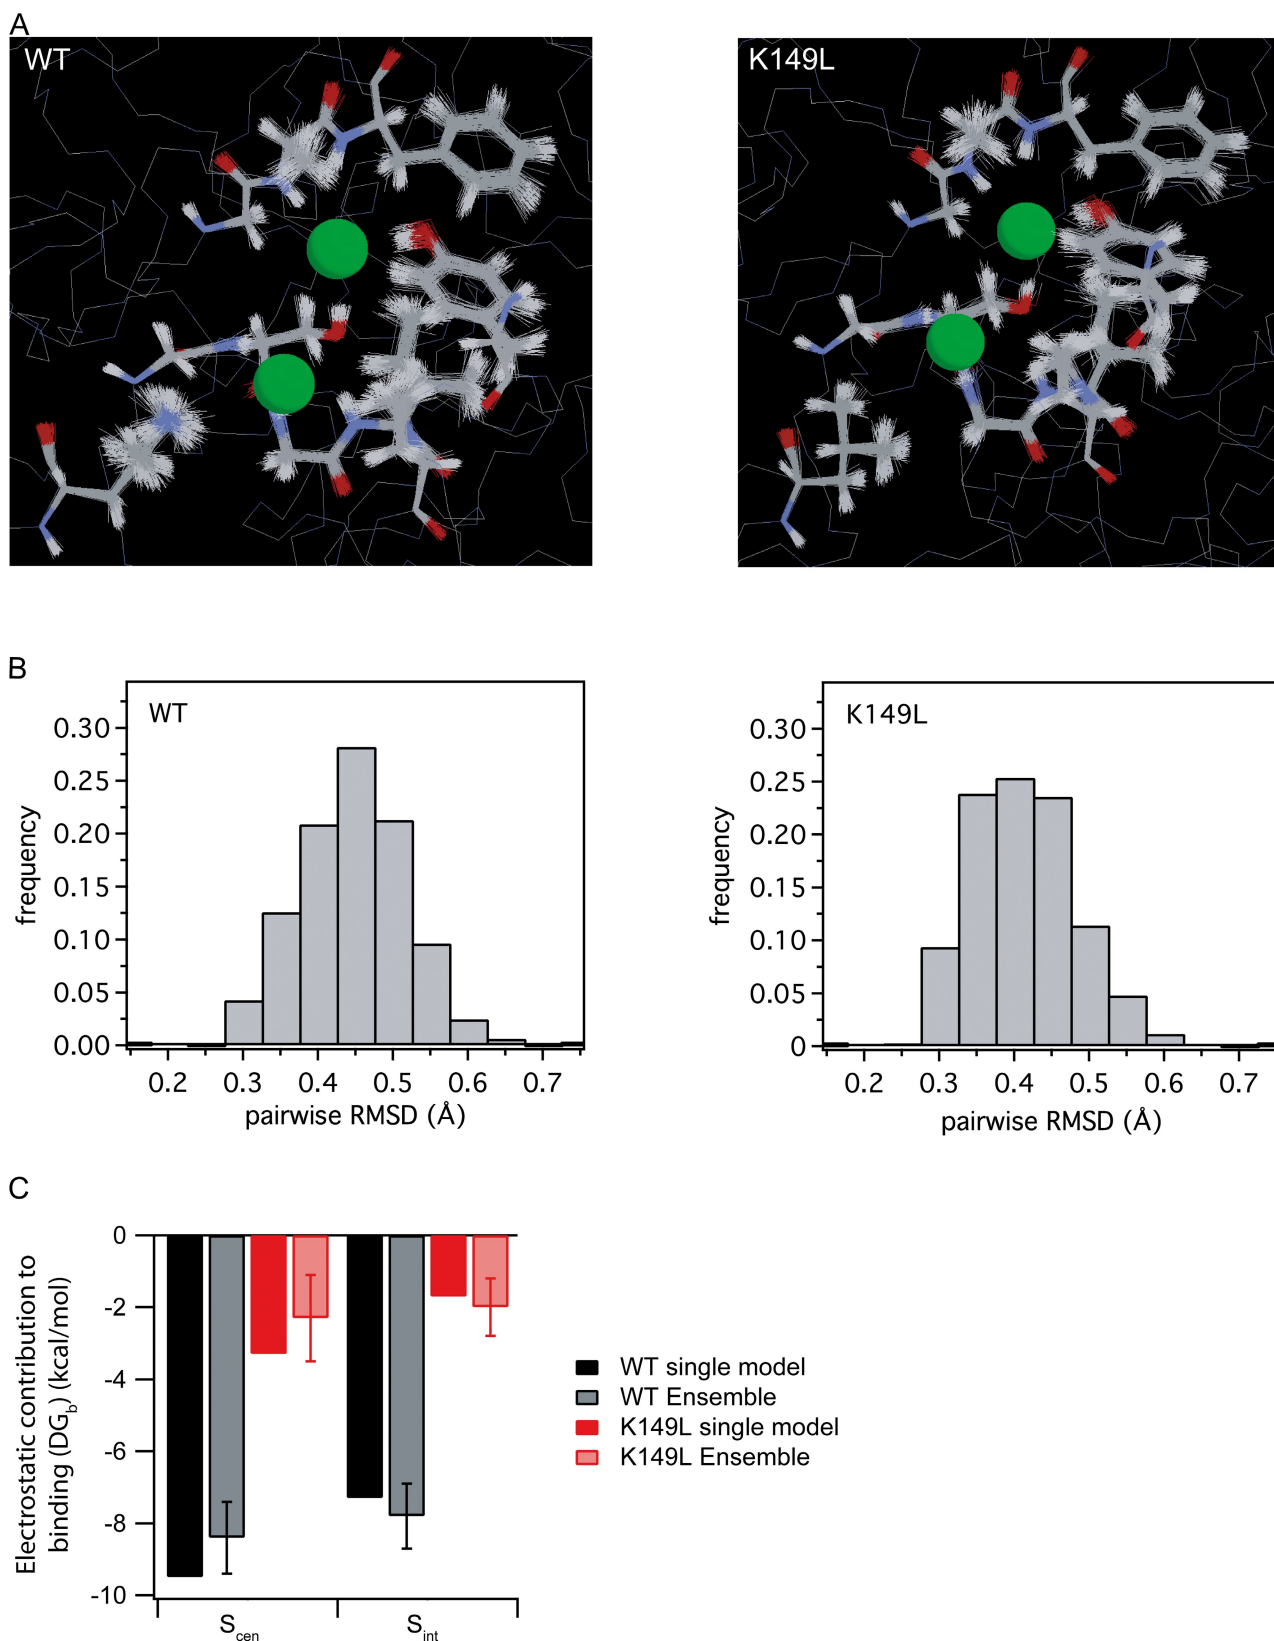 A
WT
K149L
B
WT
0.30
0.25
0.20
0.15
0.10
0.05
0.00
frequency
0.2 0.3 0.4 0.5 0.6 0.7
pairwise RMSD (Å)
K149L
0.30
0.25
0.20
0.15
0.10
0.05
0
frequency
0.2 0.3 0.4 0.5 0.6 0.7
pairwise RMSD (Å)
C
Electrostatic contribution to
binding (DGb) (kcal/mol)
0
-2
-4
-6
-8
-10
Scen Sint
WT single model
WT Ensemble
K149L single model
K149L Ensemble